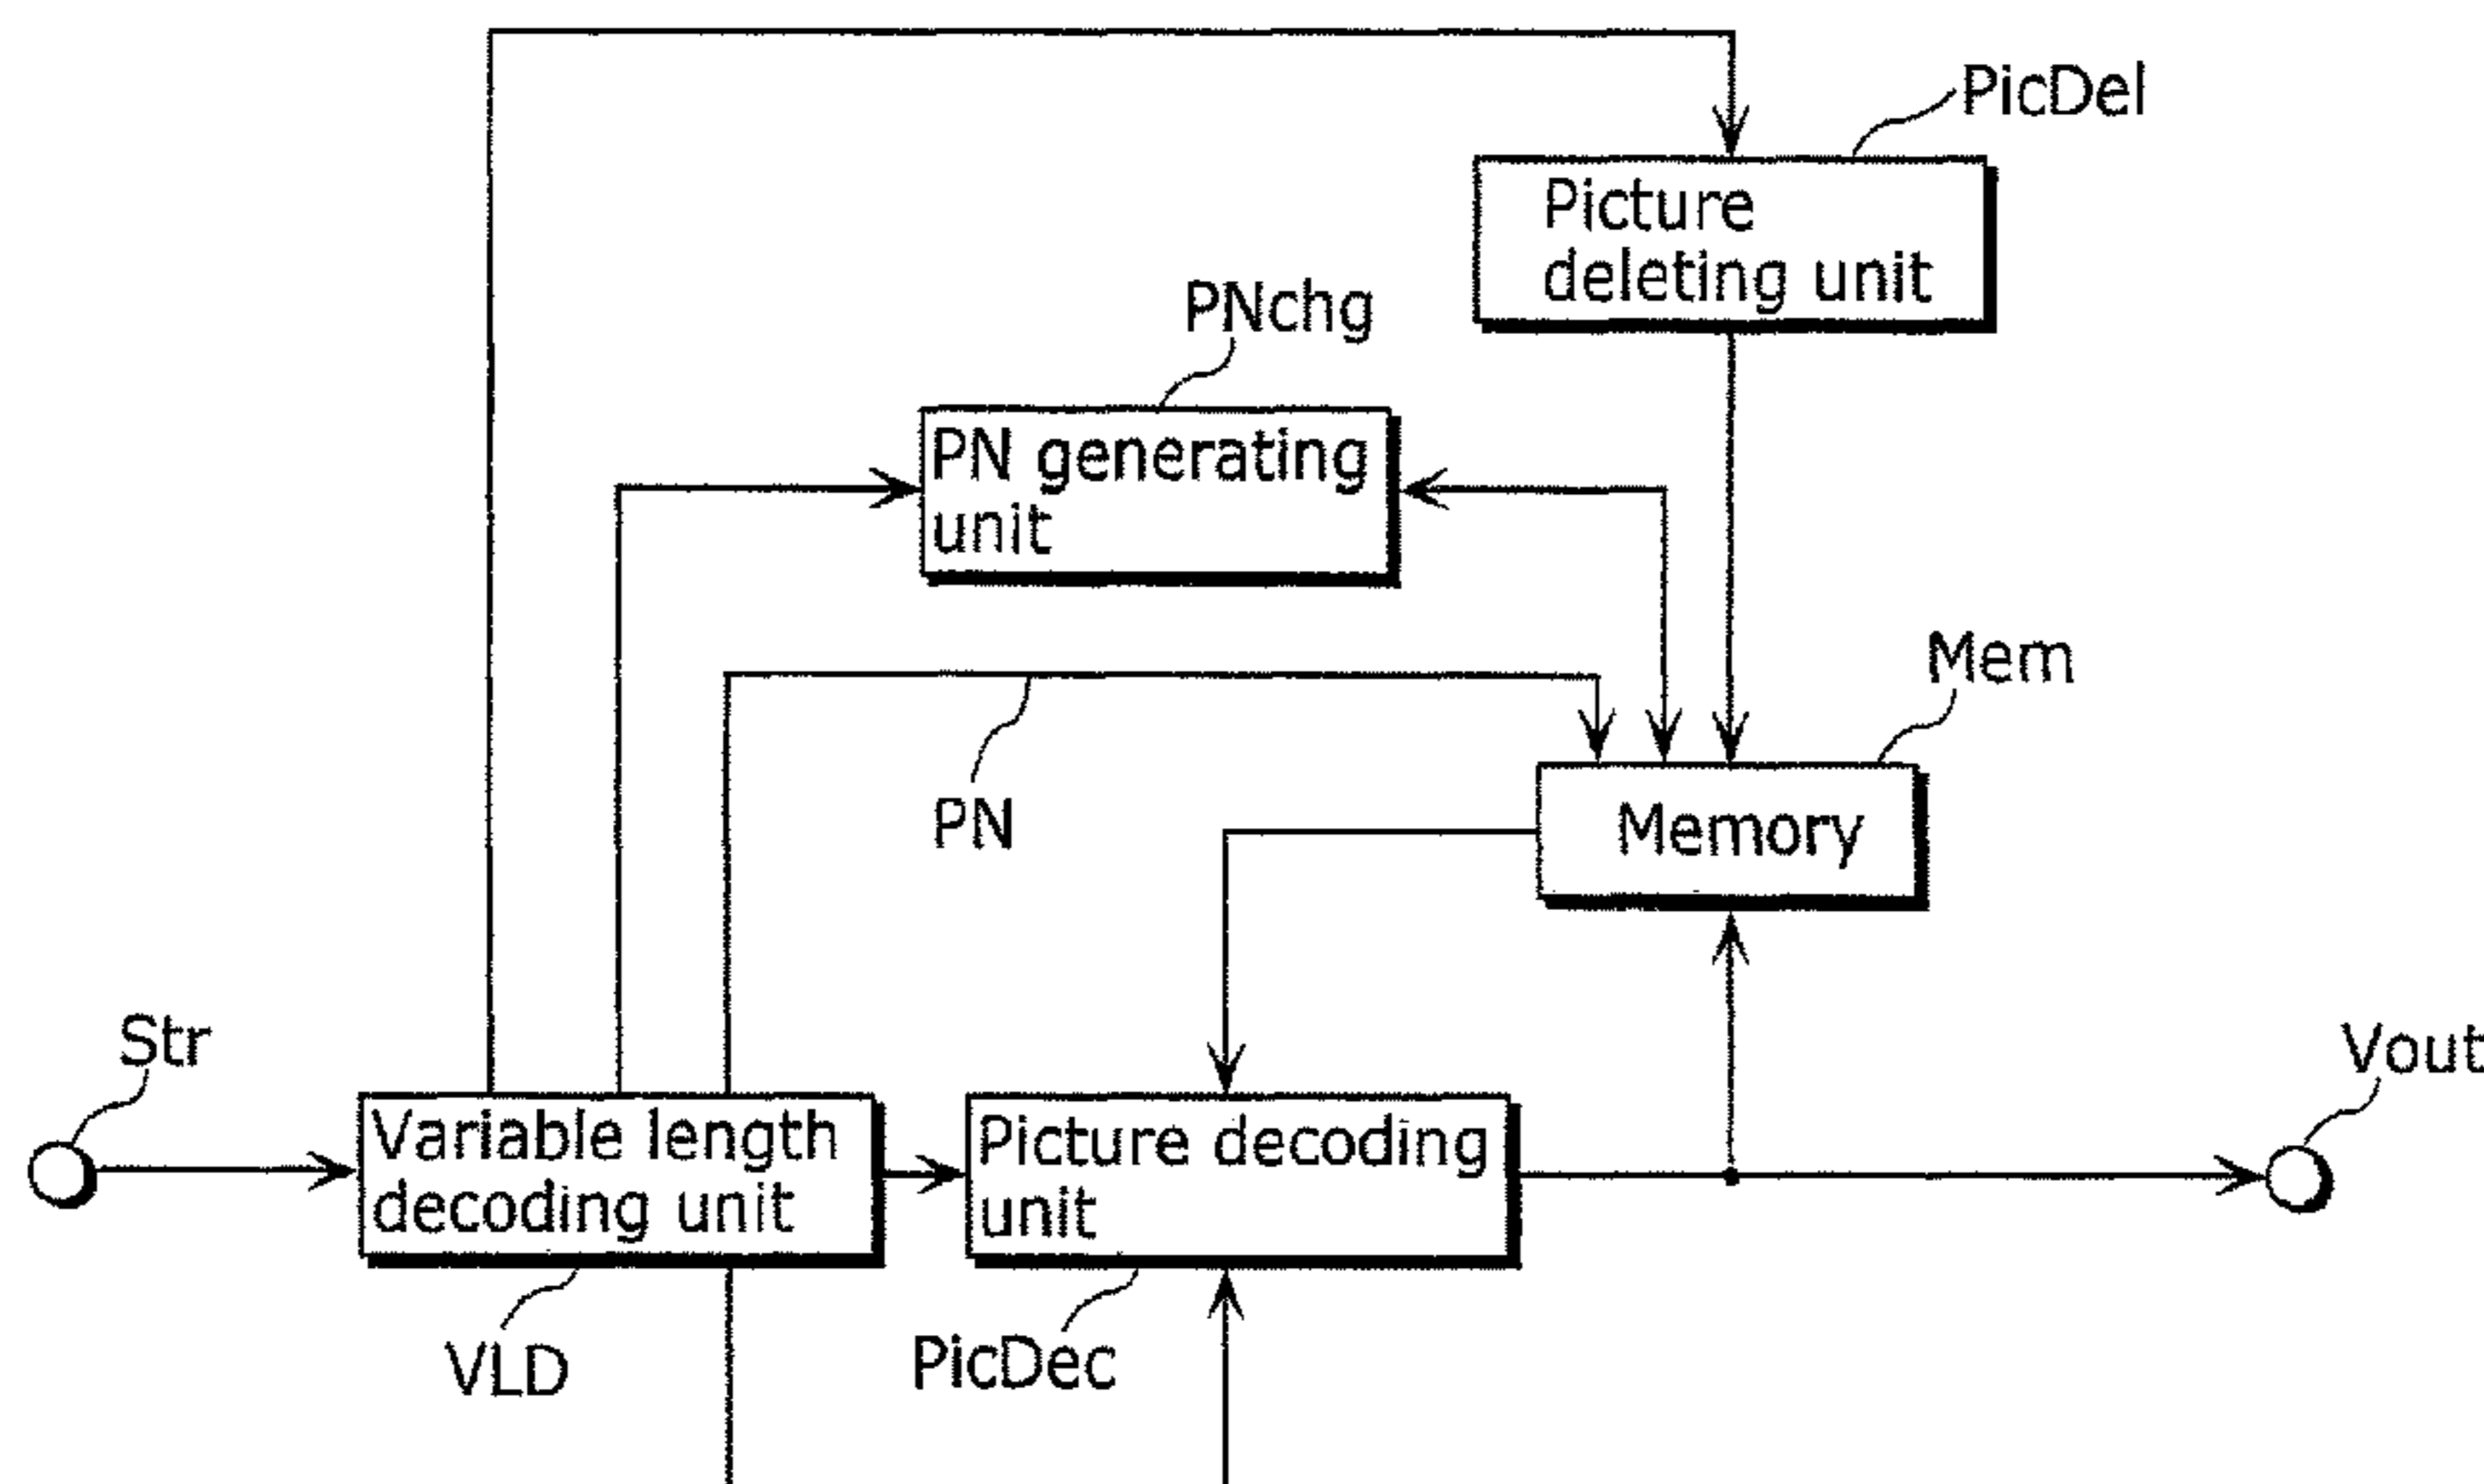 PicDel
Picture
deleting unit
PNchg
PN generating
unit
Mem
PN
Memory
Str
Vout
Variable length
decoding unit
Picture decoding
unit
VLD
PicDec